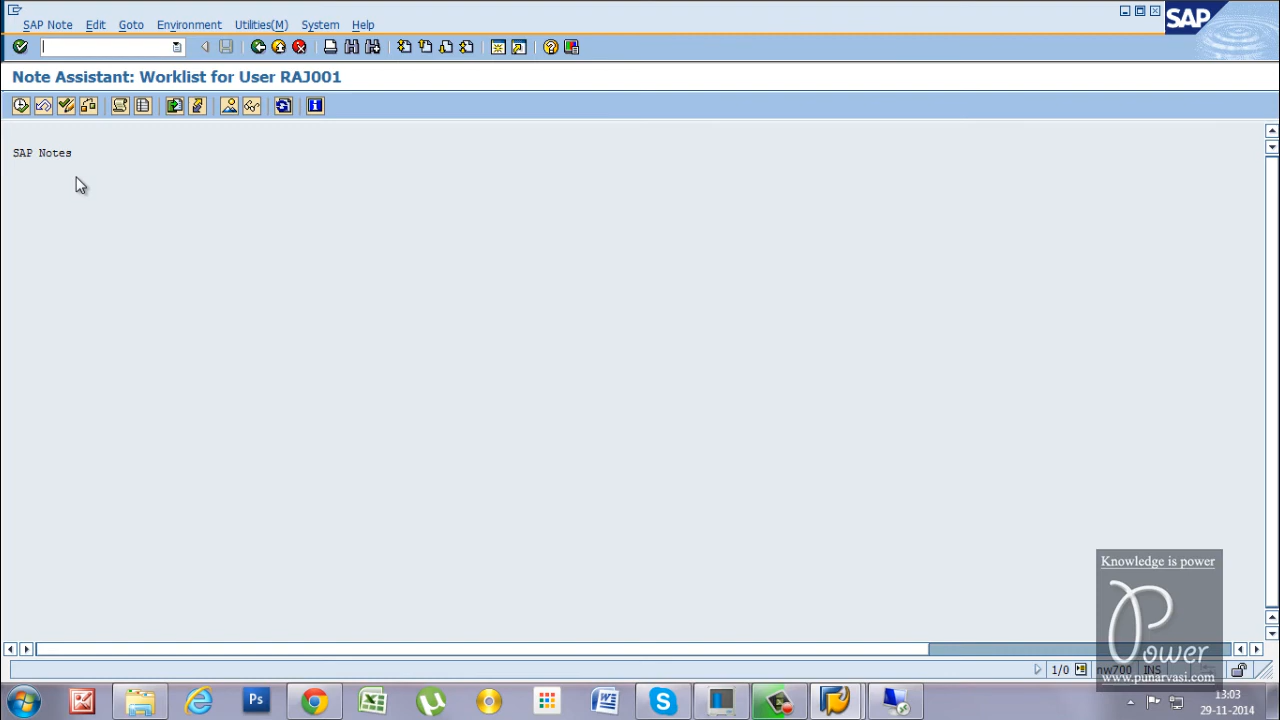 SAP Note Edit Goto Environment Utilities(M) System Help
SAP
Note Assistant: Worklist for User RAJ001
SAP Notes
Knowledge is power
Power
www.punarvasi.com
1/0 nw700 INS
Ps
13:03
29-11-2014